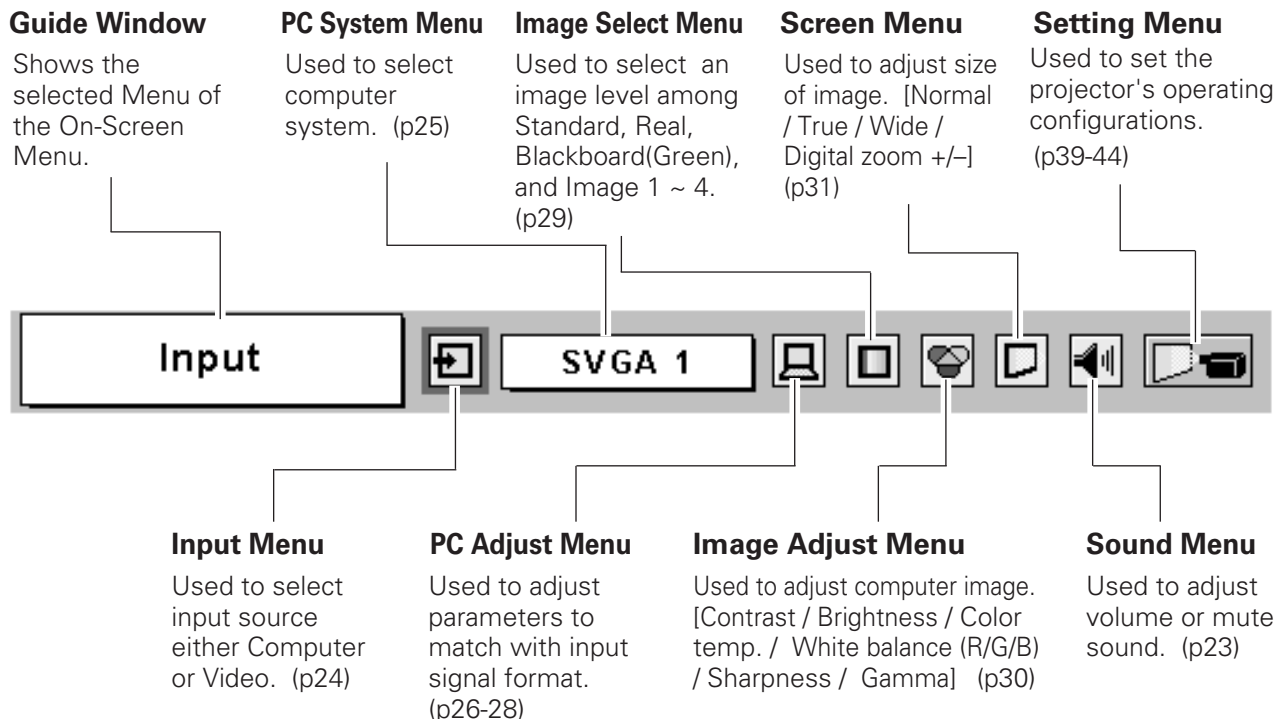 Guide Window
Shows the
selected Menu of
the On-Screen
Menu.
PC System Menu
Used to select
computer
system. (p25)
Image Select Menu
Used to select an
image level among
Standard, Real,
Blackboard(Green),
and Image 1 ~ 4.
(p29)
Screen Menu
Used to adjust size
of image. [Normal
/ True / Wide /
Digital zoom +/–]
(p31)
Setting Menu
Used to set the
projector's operating
configurations.
(p39-44)
Input
SVGA 1
Input Menu
Used to select
input source
either Computer
or Video. (p24)
PC Adjust Menu
Used to adjust
parameters to
match with input
signal format.
(p26-28)
Image Adjust Menu
Used to adjust computer image.
[Contrast / Brightness / Color
temp. / White balance (R/G/B)
/ Sharpness / Gamma] (p30)
Sound Menu
Used to adjust
volume or mute
sound. (p23)